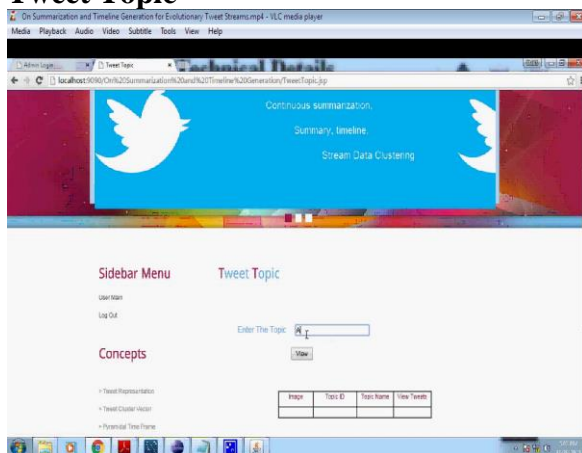 Tweet Topic
On Summarization and Timeline Generation for Evolutionary Tweet Streams.mp4 - VLC media player
Media Playback Audio Video Subtitle Tools View Help
Tweet Topic
Technical Details
localhost:9090/On%20Summarization%20and%20Timeline%20Generation/TweetTopic.jsp
Continuous summarization,
Summary, timeline.
Stream Data Clustering
Sidebar Menu
Tweet Topic
User Main
Log Out
Enter The Topic
View
Concepts
Image Topic ID Topic Name View Tweets
» Tweet Representation
» Tweet Cluster Vector
» Pyramidal Time Frame